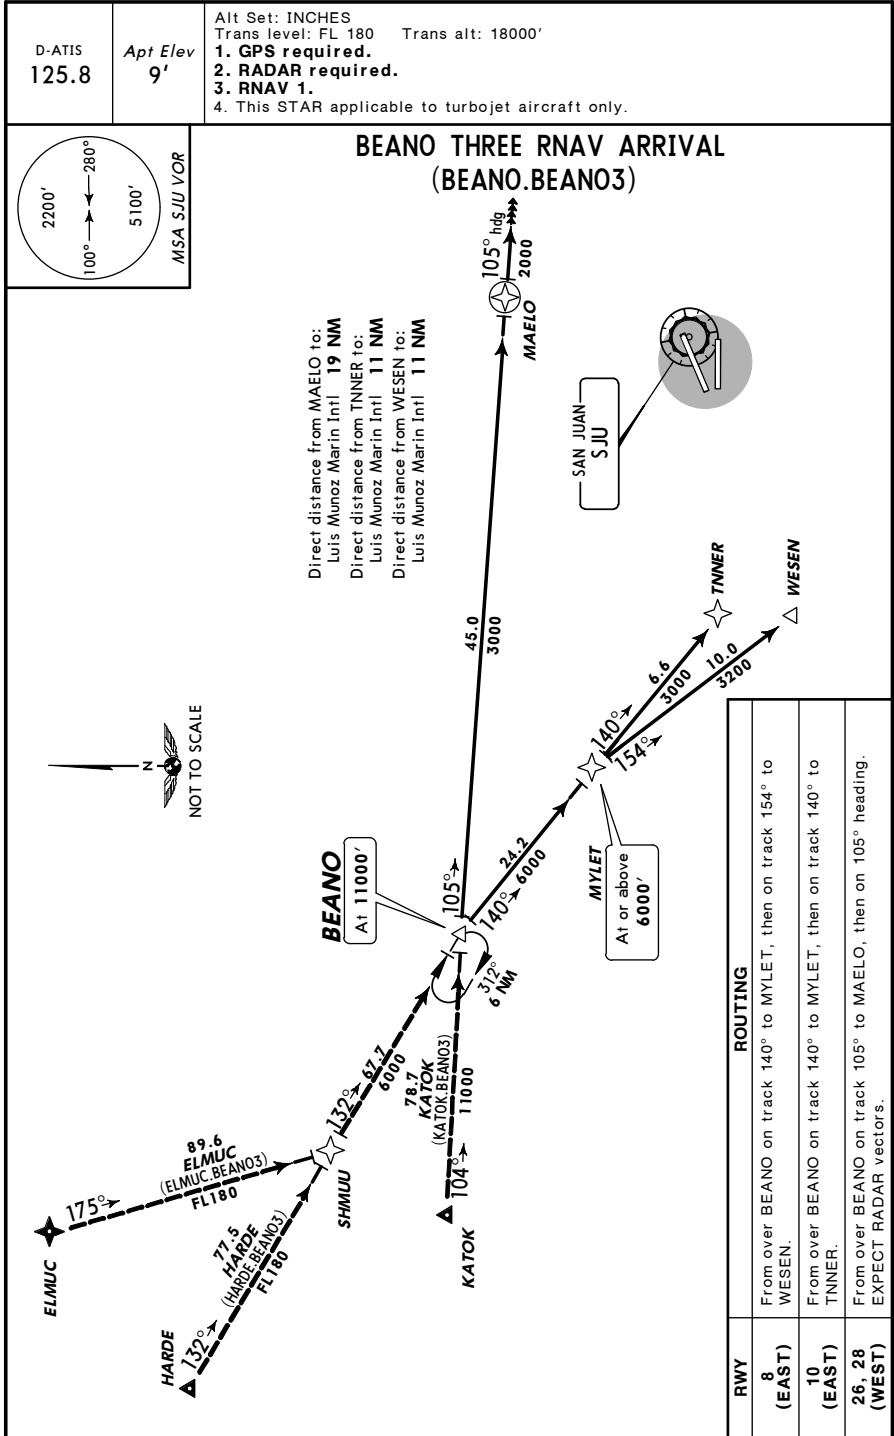 D-ATIS
125.8
Apt Elev
9'
Alt Set: INCHES
Trans level: FL 180 Trans alt: 18000'
1. GPS required.
2. RADAR required.
3. RNAV 1.
4. This STAR applicable to turbojet aircraft only.
2200'
100°
280°
5100'
MSA SJU VOR
BEANO THREE RNAV ARRIVAL
(BEANO.BEANO3)
Direct distance from MAELO to:
Luis Munoz Marin Intl 19 NM
Direct distance from TNNER to:
Luis Munoz Marin Intl 11 NM
Direct distance from WESEN to:
Luis Munoz Marin Intl 11 NM
105° hdg
2000
MAELO
SAN JUAN
SJU
N
NOT TO SCALE
45.0
3000
TNNER
WESEN
6.6
3000
10.0
3200
140°
154°
BEANO
At 11000'
105°
140°
24.2
6000
MYLET
At or above
6000'
312°
6 NM
132°
67.7
6000
78.7
KATOK
(KATOK.BEANO3)
11000
104°
KATOK
SHMUU
89.6
ELMUC
(ELMUC.BEANO3)
FL180
175°
ELMUC
77.5
HARDE
(HARDE.BEANO3)
FL180
132°
HARDE
RWY
ROUTING
8
(EAST)
From over BEANO on track 140° to MYLET, then on track 154° to
WESEN.
10
(EAST)
From over BEANO on track 140° to MYLET, then on track 140° to
TNNER.
26, 28
(WEST)
From over BEANO on track 105° to MAELO, then on 105° heading.
EXPECT RADAR vectors.